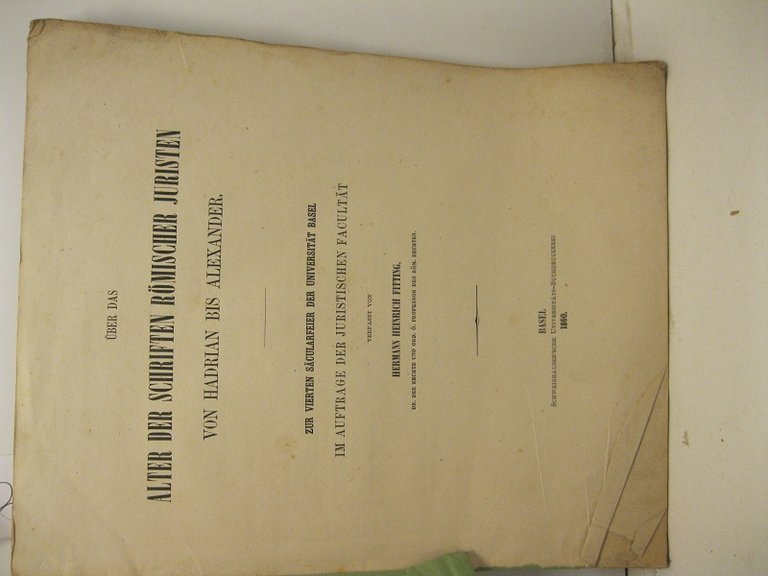 ÜBER DAS
ALTER DER SCHRIFTEN RÖMISCHER JURISTEN
VON HADRIAN BIS ALEXANDER.
ZUR VIERTEN SÄCULARFEIER DER UNIVERSITÄT BASEL
IM AUFTRAGE DER JURISTISCHEN FACULTÄT
VERFASST VON
HERMANN HEINRICH FITTING,
DR. DER RECHTE UND ORD. Ö. PROFESSOR DES RÖM. RECHTES.
BASEL
SCHWEIGHAUSER'SCHE UNIVERSITÄTS-BUCHDRUCKEREI
1860.